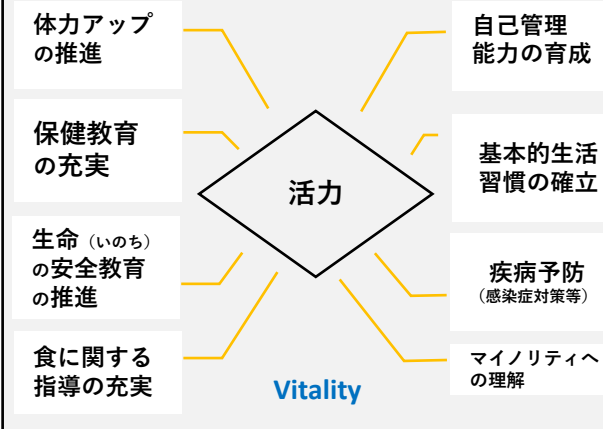 体力アップ
の推進
保健教育
の充実
生命（いのち）
の安全教育
の推進
食に関する
指導の充実
活力
Vitality
自己管理
能力の育成
基本的生活
習慣の確立
疾病予防
（感染症対策等）
マイノリティへ
の理解